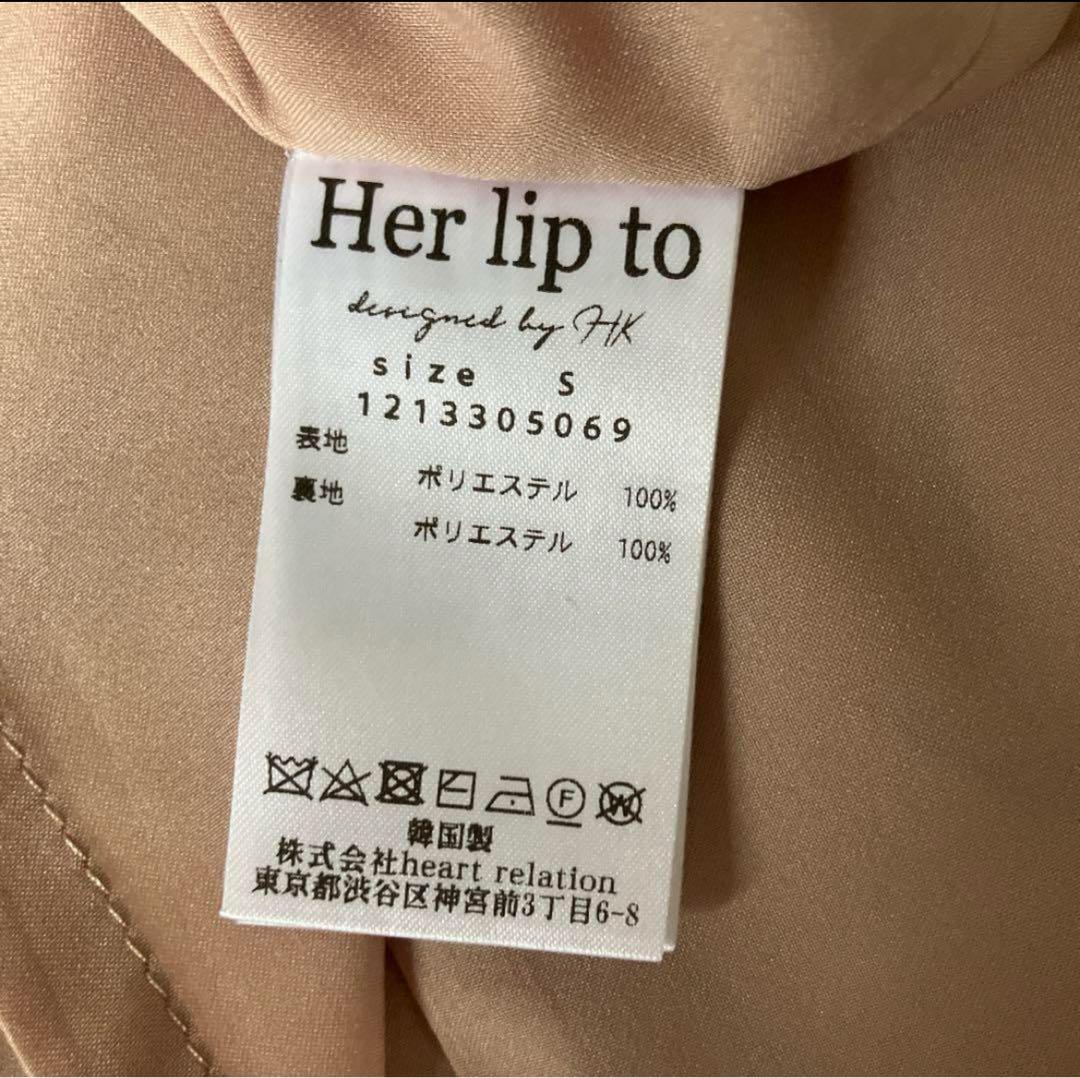 Her lip to
designed by HK
size S
1213305069
表地
ポリエステル 100%
裏地
ポリエステル 100%
F
W
韓国製
株式会社heart relation
東京都渋谷区神宮前3丁目6-8